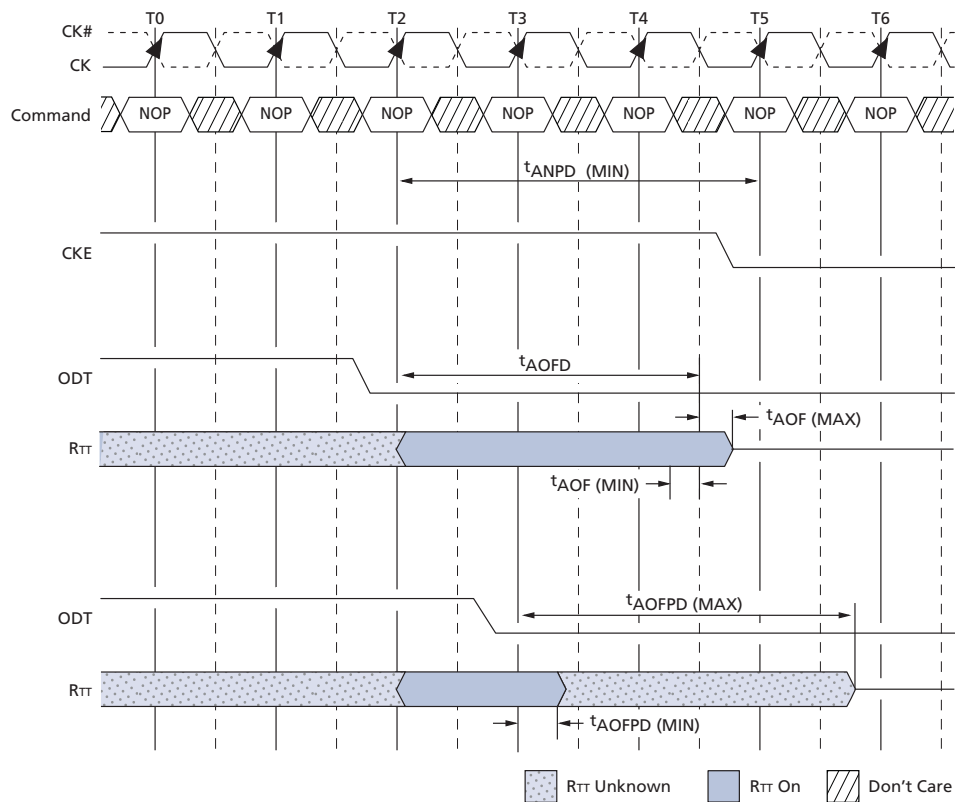 T0 T1 T2 T3 T4 T5 T6
CK#
CK
Command NOP NOP NOP NOP NOP NOP NOP
tANPD (MIN)
CKE
tAOFD
ODT
tAOF (MAX)
RTT
tAOF (MIN)
tAOFPD (MAX)
ODT
RTT
tAOFPD (MIN)
RTT Unknown RTT On Don't Care